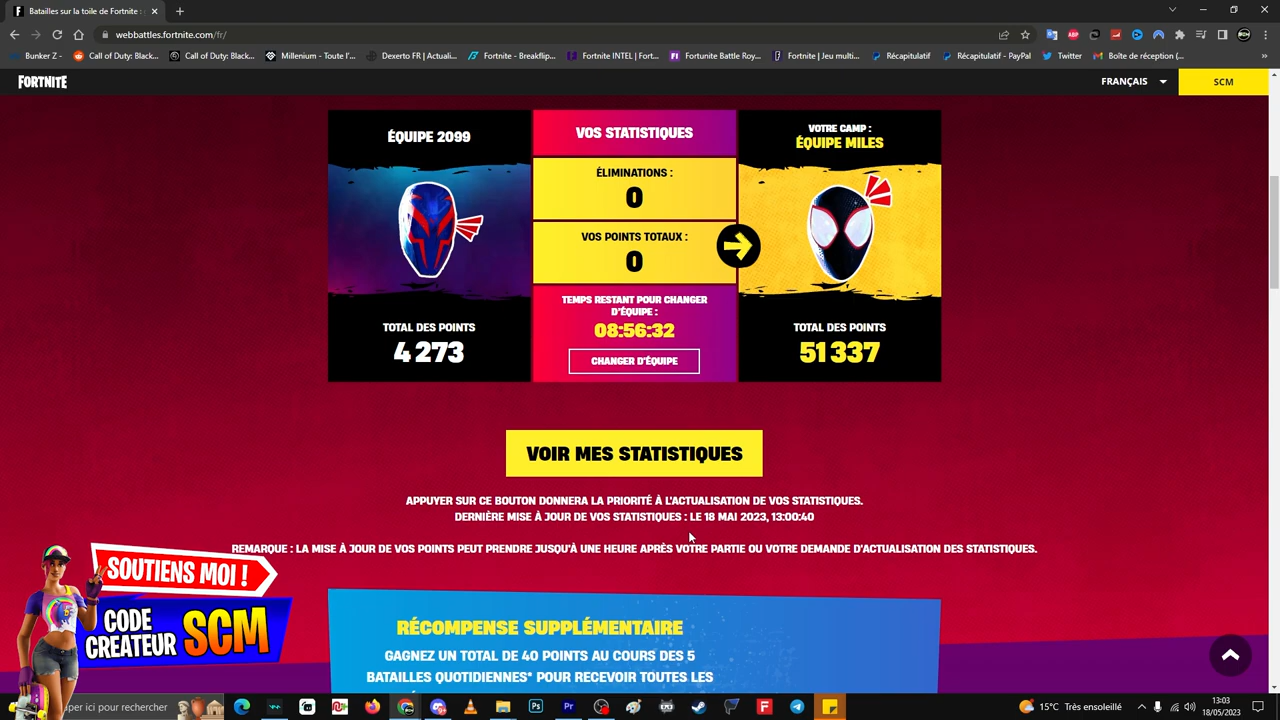 Batailles sur la toile de Fortnite :
webbattles.fortnite.com/fr/
Bunker Z -
Call of Duty: Black...
Call of Duty: Black...
Millenium - Toute l'...
Dexerto FR | Actuali...
Fortnite - Breakflip...
Fortnite INTEL | Fort...
Fortunite Battle Roy...
Fortnite | Jeu multi...
Récapitulatif
Récapitulatif - PayPal
Twitter
Boîte de réception (...
FORTNITE
FRANÇAIS
SCM
ÉQUIPE 2099
TOTAL DES POINTS
4 273
VOS STATISTIQUES
ÉLIMINATIONS :
0
VOS POINTS TOTAUX :
0
TEMPS RESTANT POUR CHANGER
D'ÉQUIPE :
08:56:32
CHANGER D'ÉQUIPE
VOTRE CAMP :
ÉQUIPE MILES
TOTAL DES POINTS
51 337
VOIR MES STATISTIQUES
APPUYER SUR CE BOUTON DONNERA LA PRIORITÉ À L'ACTUALISATION DE VOS STATISTIQUES.
DERNIÈRE MISE À JOUR DE VOS STATISTIQUES : LE 18 MAI 2023, 13:00:40
REMARQUE : LA MISE À JOUR DE VOS POINTS PEUT PRENDRE JUSQU'À UNE HEURE APRÈS VOTRE PARTIE OU VOTRE DEMANDE D'ACTUALISATION DES STATISTIQUES.
SOUTIENS MOI !
CODE
CREATEUR SCM
RÉCOMPENSE SUPPLÉMENTAIRE
GAGNEZ UN TOTAL DE 40 POINTS AU COURS DES 5
BATAILLES QUOTIDIENNES* POUR RECEVOIR TOUTES LES
per ici pour rechercher
15°C Très ensoleillé
13:03
18/05/2023